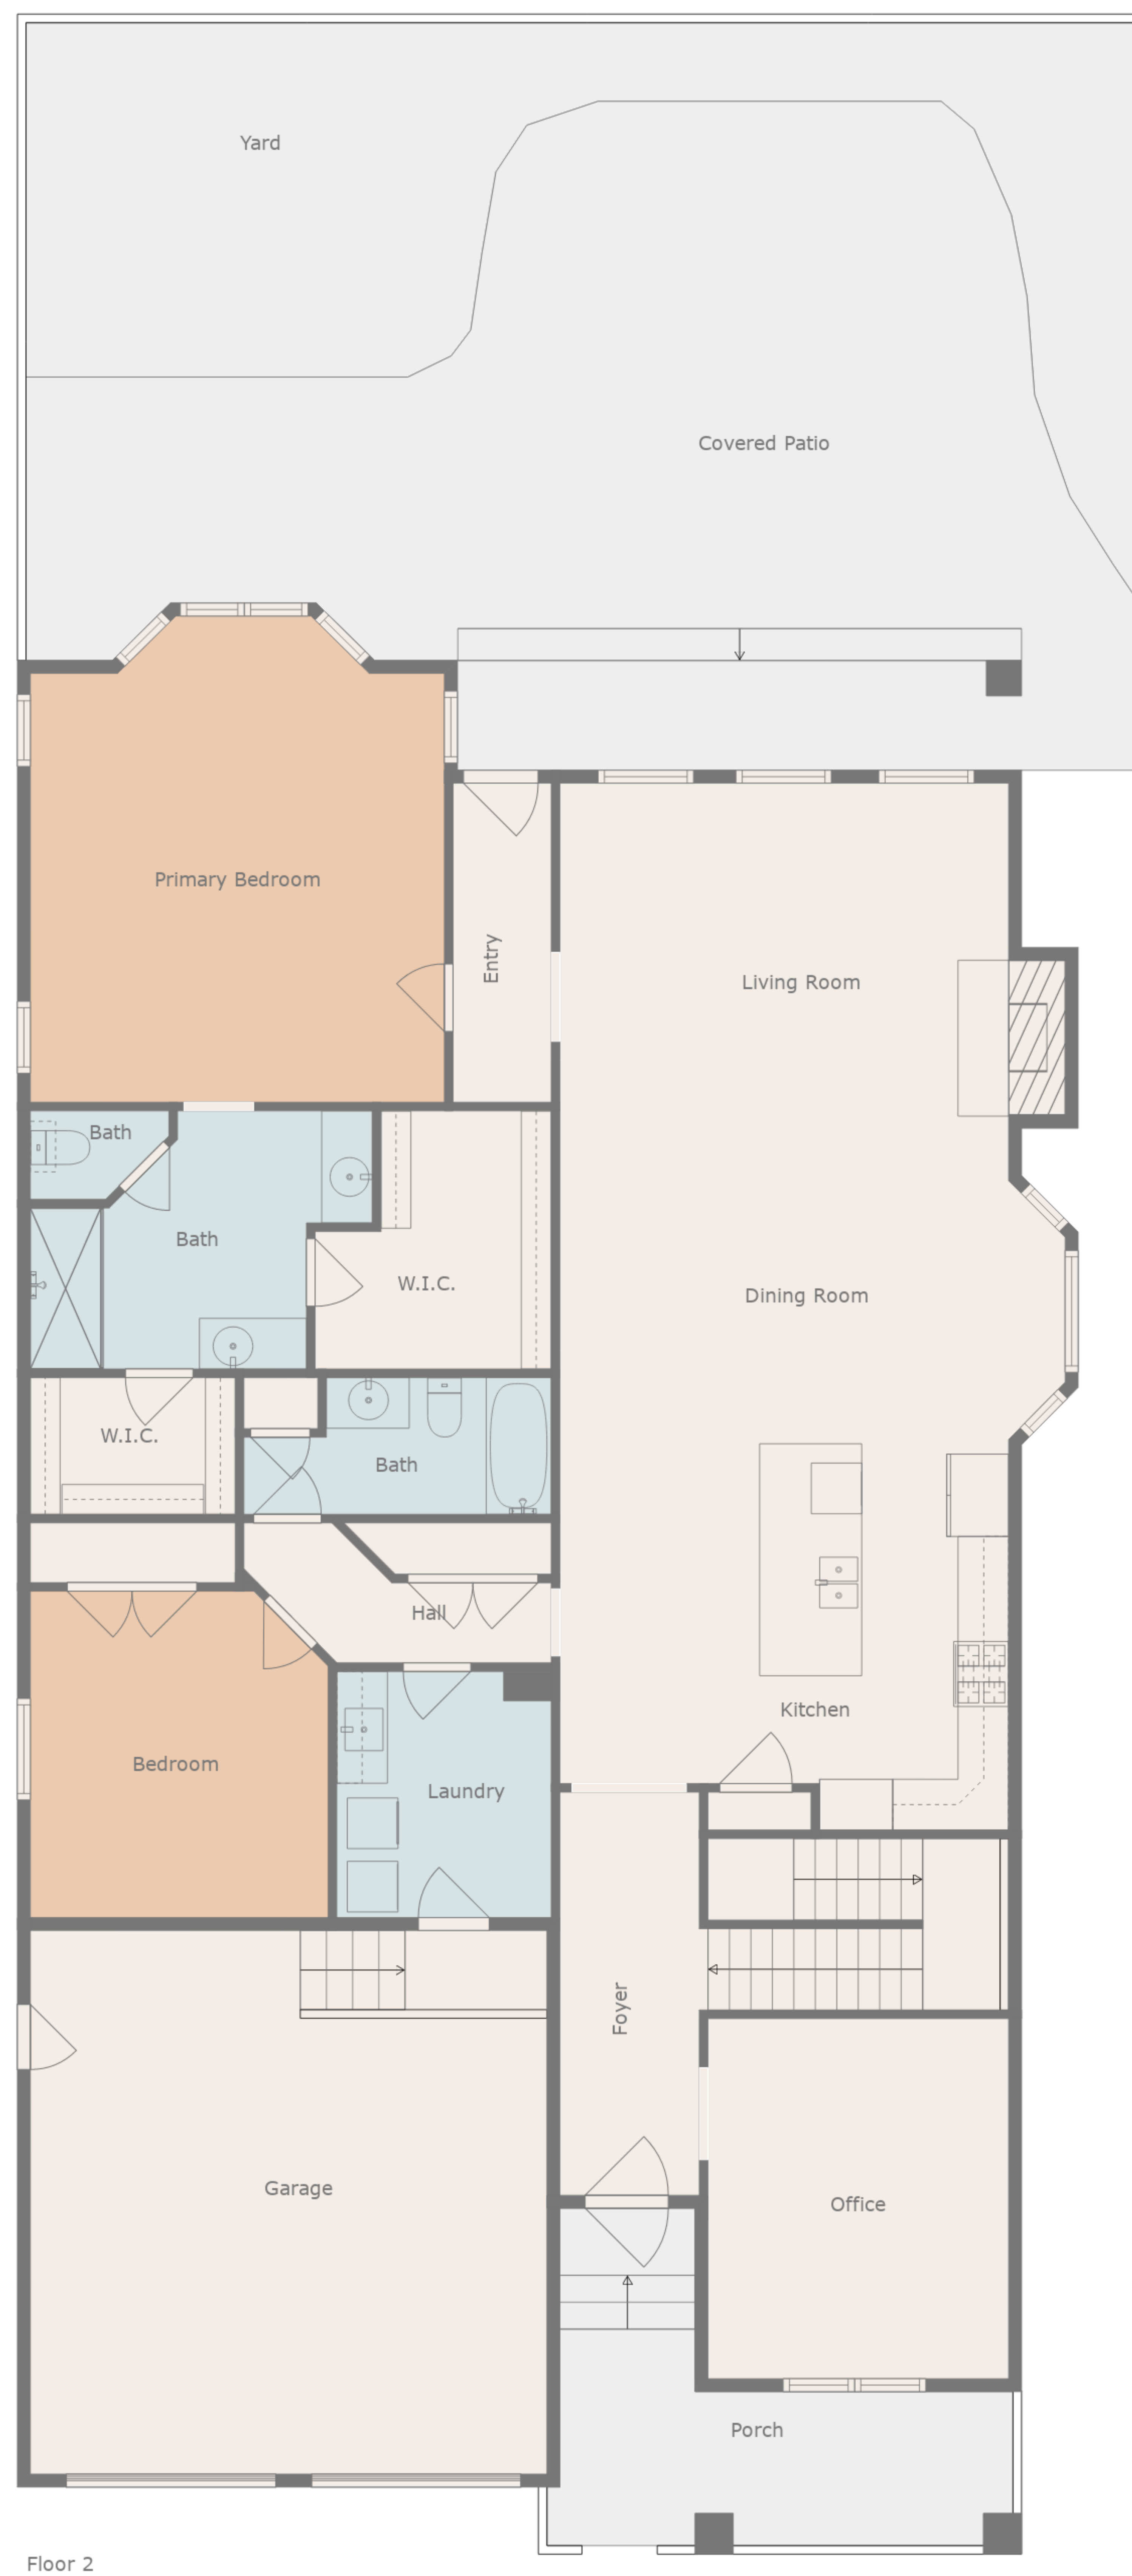 Yard
Covered Patio
Primary Bedroom
Entry
Living Room
Bath
Bath
W.I.C.
Dining Room
W.I.C.
Bath
Hall
Kitchen
Bedroom
Laundry
Foyer
Garage
Office
Porch
Floor 2